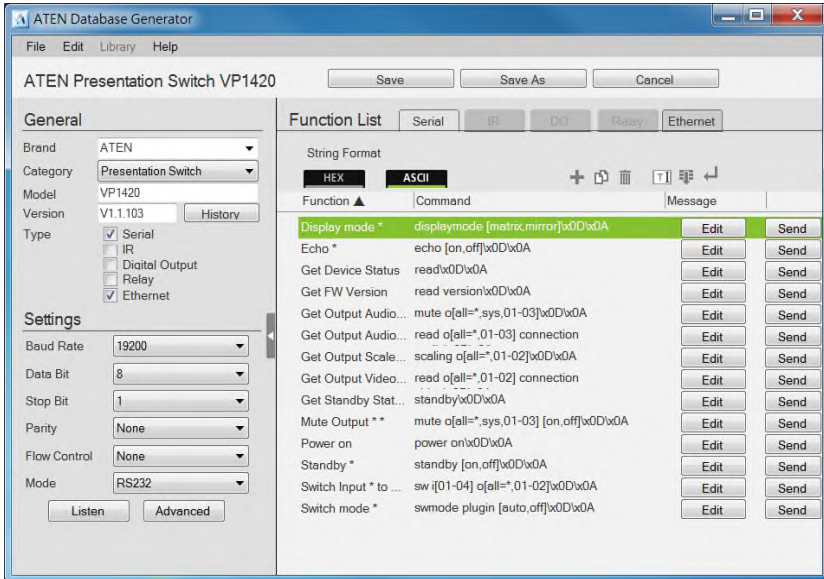 ATEN Database Generator
File Edit Library Help
ATEN Presentation Switch VP1420
Save Save As Cancel
General
Brand ATEN
Category Presentation Switch
Model VP1420
Version V1.1.103 History
Type Serial
IR
Digital Output
Relay
Ethernet
Settings
Baud Rate 19200
Data Bit 8
Stop Bit 1
Parity None
Flow Control None
Mode RS232
Listen Advanced
Function List Serial IR DO Relay Ethernet
String Format
HEX ASCII
Function ▲ Command Message
Display mode * displaymode [matrix,mirror]\x0D\x0A Edit Send
Echo * echo [on,off]\x0D\x0A Edit Send
Get Device Status read\x0D\x0A Edit Send
Get FW Version read version\x0D\x0A Edit Send
Get Output Audio... mute o[all=*,sys,01-03]\x0D\x0A Edit Send
Get Output Audio... read o[all=*,01-03] connection Edit Send
Get Output Scale... scaling o[all=*,01-02]\x0D\x0A Edit Send
Get Output Video... read o[all=*,01-02] connection Edit Send
Get Standby Stat... standby\x0D\x0A Edit Send
Mute Output * * mute o[all=*,sys,01-03] [on,off]\x0D\x0A Edit Send
Power on power on\x0D\x0A Edit Send
Standby * standby [on,off]\x0D\x0A Edit Send
Switch Input * to ... sw i[01-04] o[all=*,01-02]\x0D\x0A Edit Send
Switch mode * swmode plugin [auto,off]\x0D\x0A Edit Send